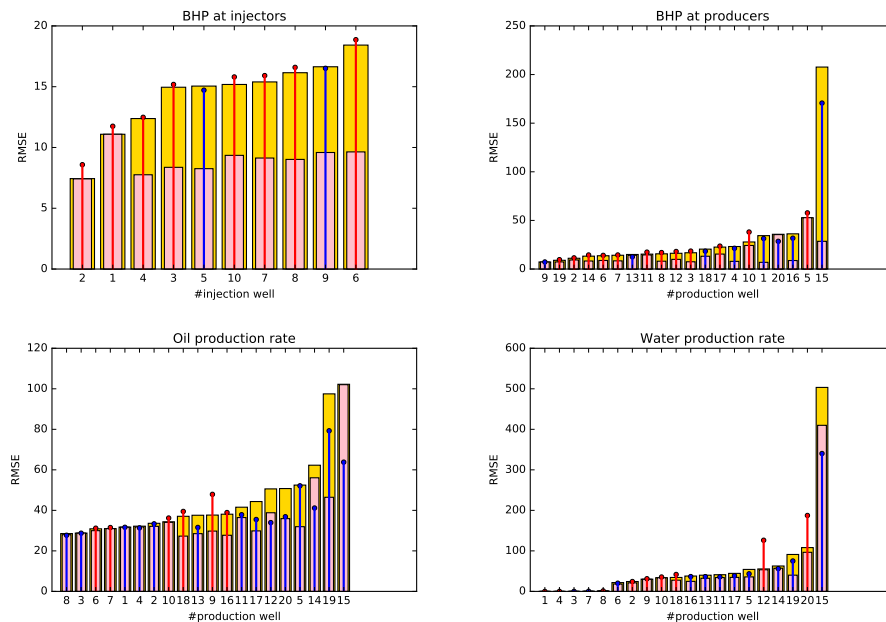 BHP at injectors
20
15
10
5
0
RMSE
2 1 4 3 5 10 7 8 9 6
#injection well
BHP at producers
250
200
150
100
50
0
RMSE
9 19 2 14 6 7 13 11 8 12 3 18 17 4 10 1 20 16 5 15
#production well
Oil production rate
120
100
80
60
40
20
0
RMSE
8 3 6 7 1 4 2 10 18 13 9 16 11 17 12 20 5 14 19 15
#production well
Water production rate
600
500
400
300
200
100
0
RMSE
1 4 3 7 8 6 2 9 10 18 16 13 11 17 5 12 14 19 20 15
#production well